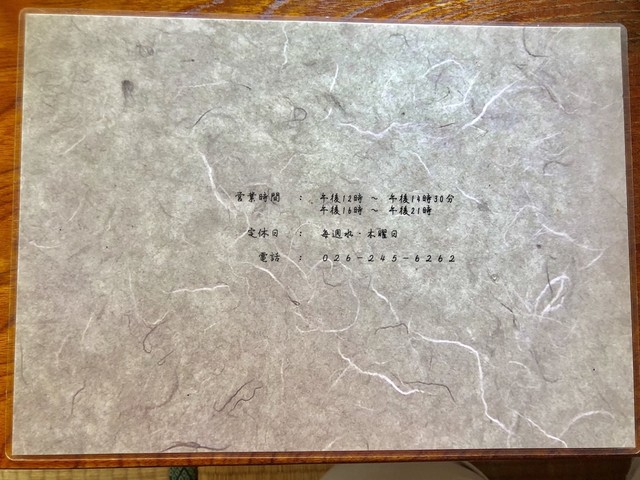 営業時間 : 午後12時 ～ 午後14時30分
午後16時 ～ 午後21時
定休日 : 毎週水・木曜日
電話 : 026-245-6262